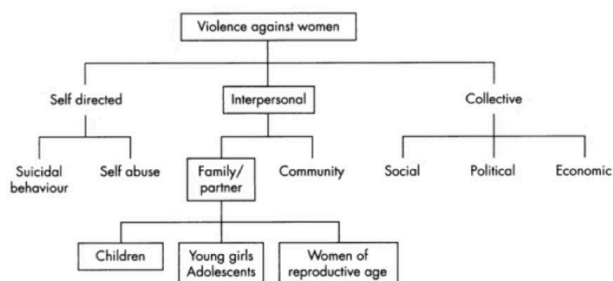 Violence against women
Self directed
Interpersonal
Collective
Suicidal
behaviour
Self abuse
Family/
partner
Community
Social
Political
Economic
Children
Young girls
Adolescents
Women of
reproductive age